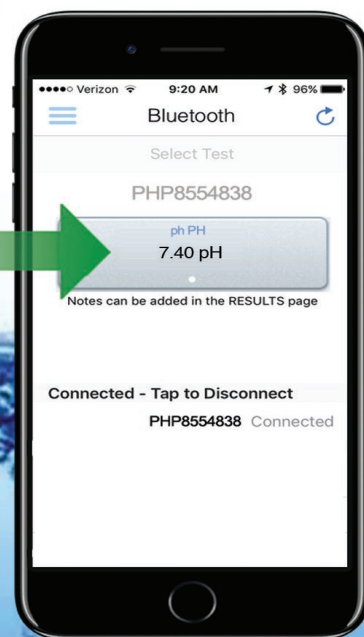 Verizon 9:20 AM 96%
Bluetooth
Select Test
PHP8554838
ph PH
7.40 pH
Notes can be added in the RESULTS page
Connected - Tap to Disconnect
PHP8554838 Connected